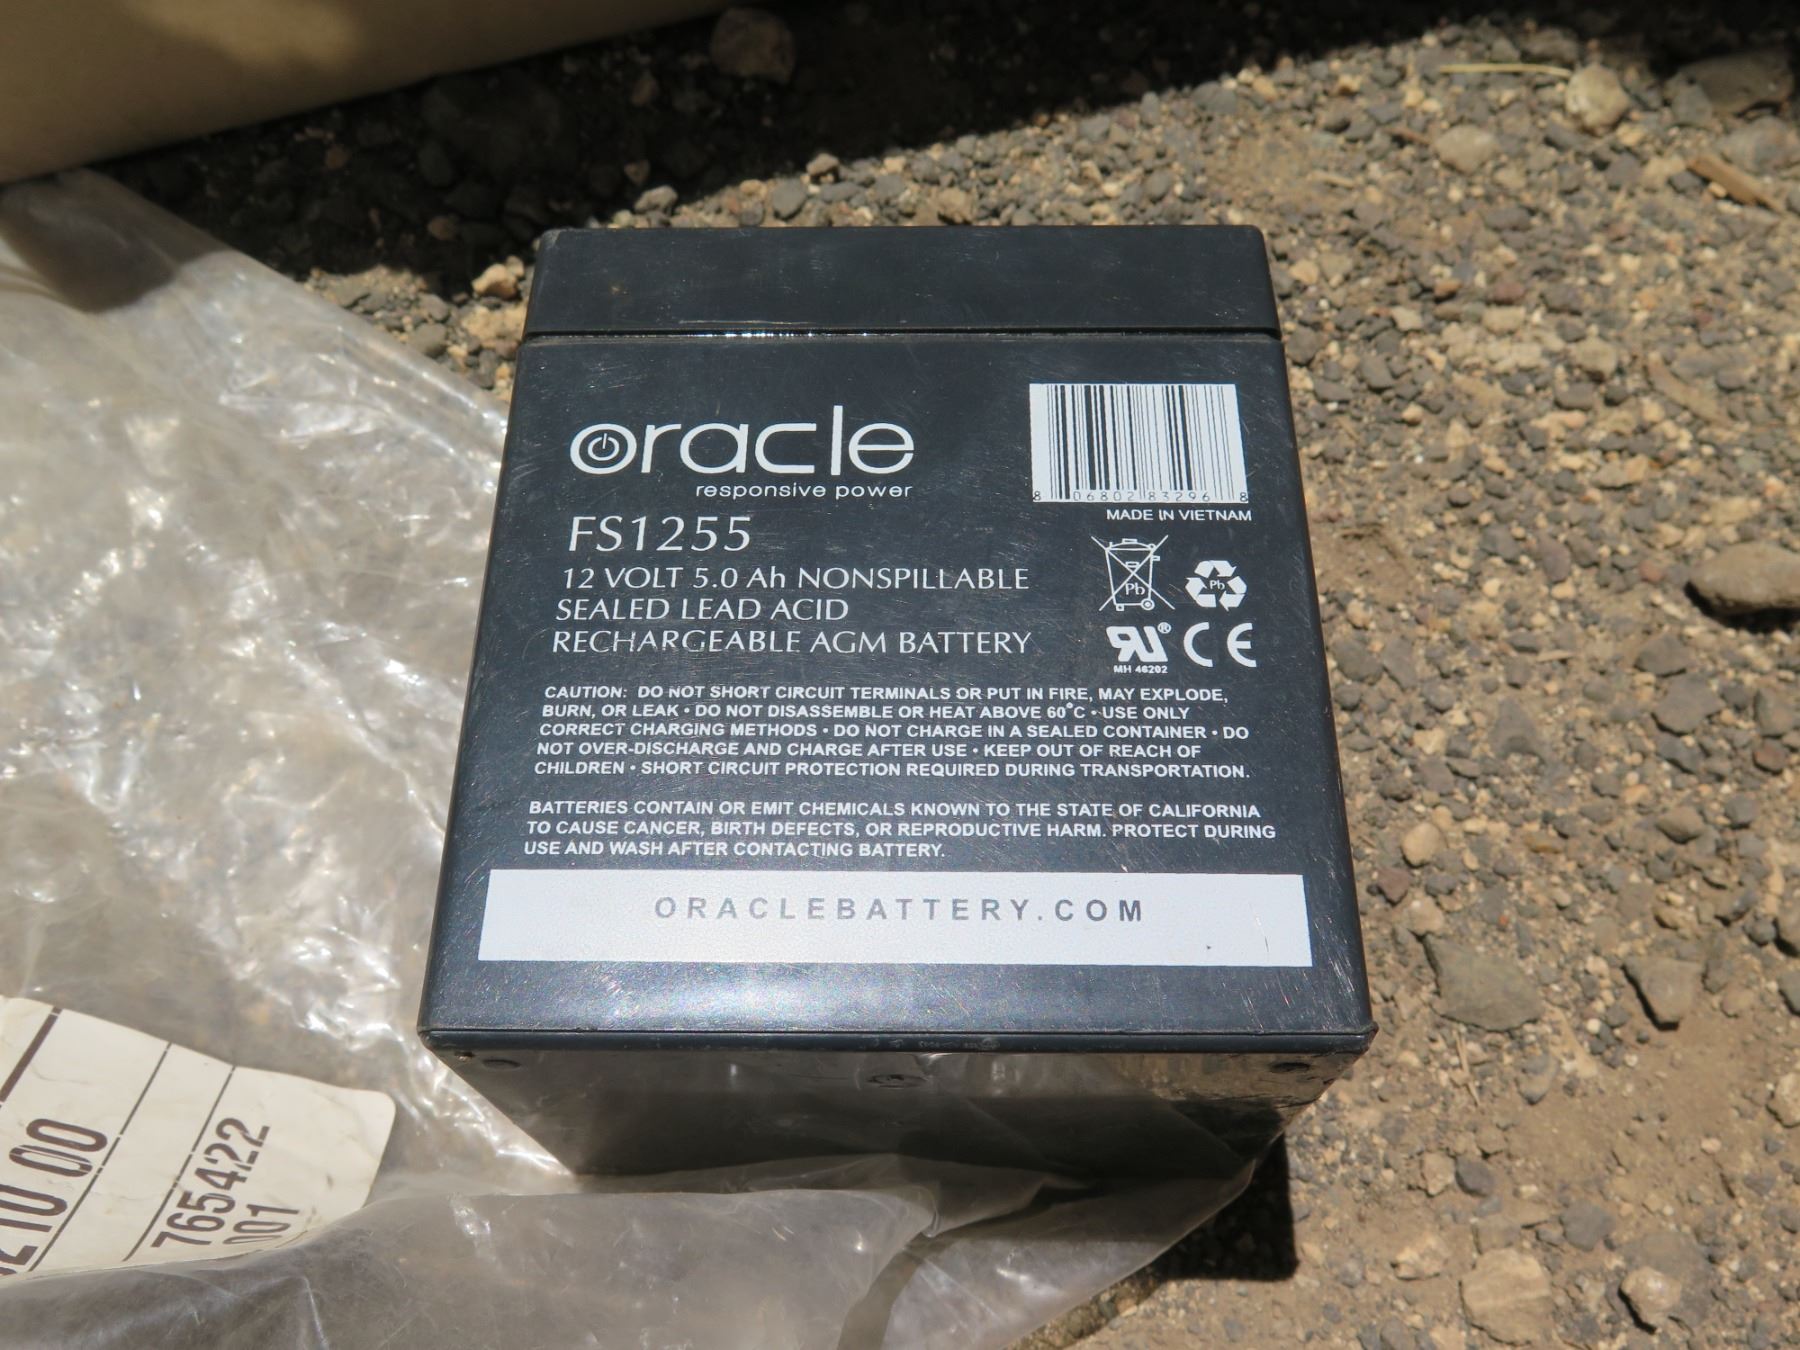 oracle
responsive power
8 06802 83296 8
MADE IN VIETNAM
FS1255
12 VOLT 5.0 Ah NONSPILLABLE
SEALED LEAD ACID
RECHARGEABLE AGM BATTERY
Pb
Pb
MH 46202
CE
CAUTION: DO NOT SHORT CIRCUIT TERMINALS OR PUT IN FIRE, MAY EXPLODE,
BURN, OR LEAK • DO NOT DISASSEMBLE OR HEAT ABOVE 60°C • USE ONLY
CORRECT CHARGING METHODS • DO NOT CHARGE IN A SEALED CONTAINER • DO
NOT OVER-DISCHARGE AND CHARGE AFTER USE • KEEP OUT OF REACH OF
CHILDREN • SHORT CIRCUIT PROTECTION REQUIRED DURING TRANSPORTATION.
BATTERIES CONTAIN OR EMIT CHEMICALS KNOWN TO THE STATE OF CALIFORNIA
TO CAUSE CANCER, BIRTH DEFECTS, OR REPRODUCTIVE HARM. PROTECT DURING
USE AND WASH AFTER CONTACTING BATTERY.
ORACLEBATTERY.COM
210 00
765422
001